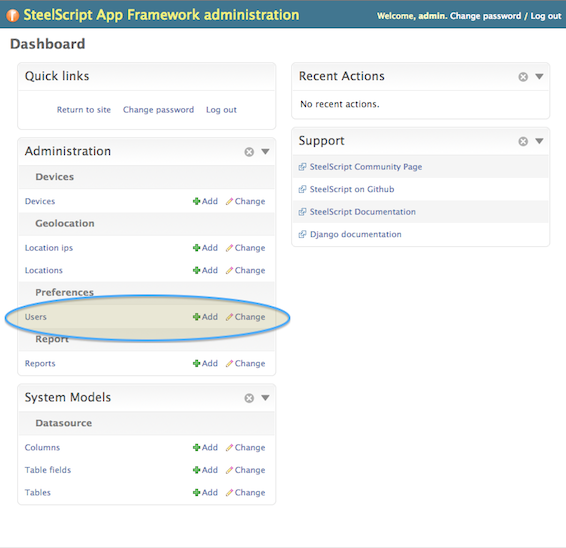 SteelScript App Framework administration
Welcome, admin. Change password / Log out
Dashboard
Quick links
Return to site Change password Log out
Administration
Devices
Devices Add Change
Geolocation
Location ips Add Change
Locations Add Change
Preferences
Users Add Change
Report
Reports Add Change
System Models
Datasource
Columns Add Change
Table fields Add Change
Tables Add Change
Recent Actions
No recent actions.
Support
SteelScript Community Page
SteelScript on Github
SteelScript Documentation
Django documentation